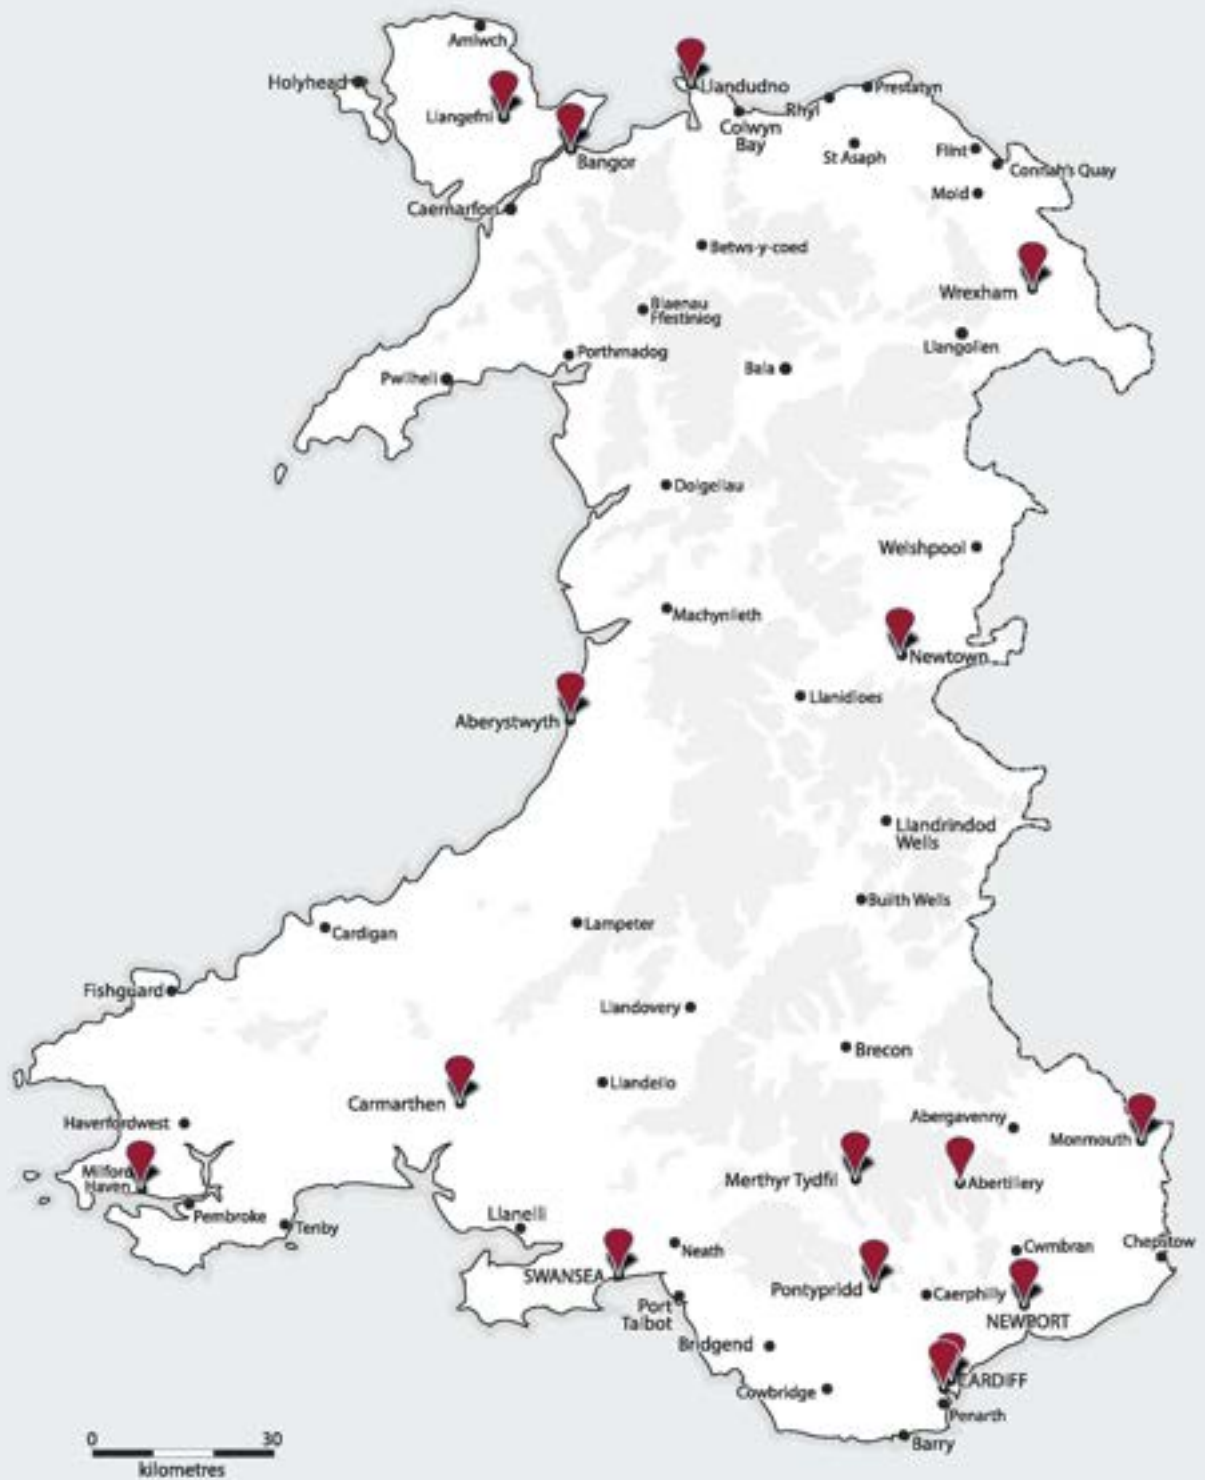 Amlwch
Holyhead
Llangefni
Llandudno
Prestatyn
Rhyl
Colwyn
Bay
Bangor
St Asaph
Flint
Connah's Quay
Mold
Caernarfon
Betws-y-coed
Wrexham
Blaenau
Ffestiniog
Llangollen
Porthmadog
Bala
Pwllheli
Dolgellau
Welshpool
Machynlleth
Newtown
Llanidloes
Aberystwyth
Llandrindod
Wells
Builth Wells
Lampeter
Cardigan
Fishguard
Llandovery
Brecon
Llandeilo
Carmarthen
Abergavenny
Haverfordwest
Monmouth
Milford
Haven
Merthyr Tydfil
Abertillery
Pembroke
Tenby
Llanelli
Neath
Cwmbran
Chepstow
SWANSEA
Pontypridd
Caerphilly
Port
Talbot
NEWPORT
Bridgend
CARDIFF
Cowbridge
Penarth
Barry
0 30
kilometres